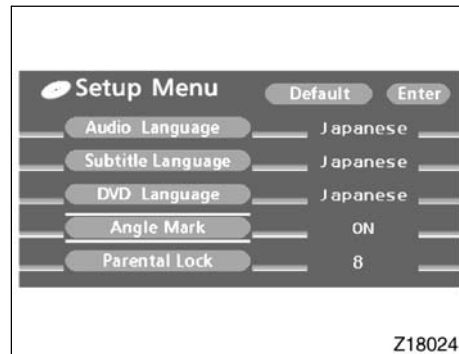 Setup Menu Default Enter
Audio Language Japanese
Subtitle Language Japanese
DVD Language Japanese
Angle Mark ON
Parental Lock 8
Z18024